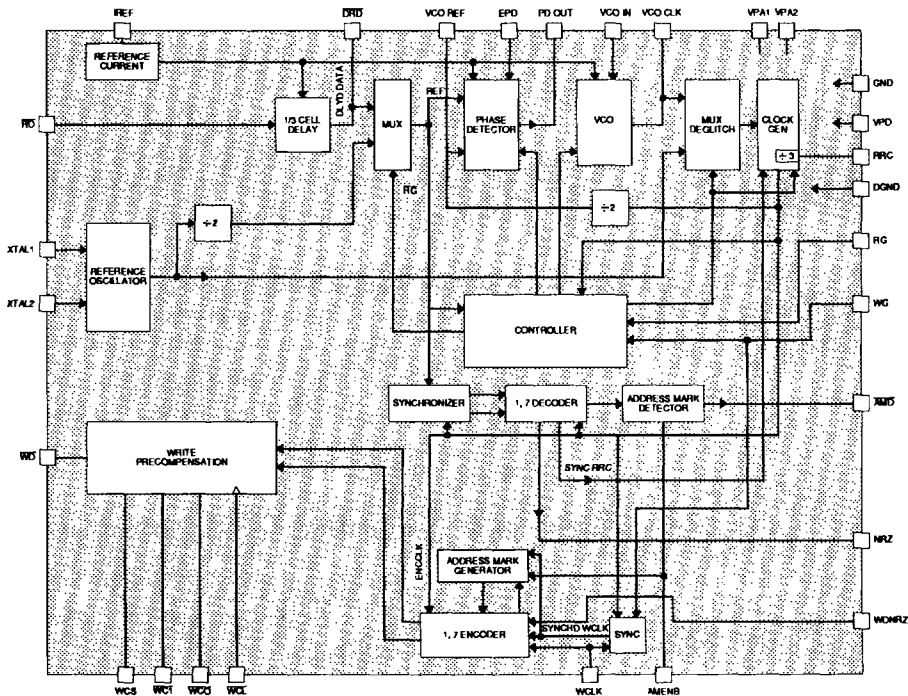 IREF
DRD
VCO REF
EPD
PD OUT
VCO IN
VCO CLK
VPA1
VPA2
REFERENCE
CURRENT
DLYD DATA
REF
GND
1/3 CELL
DELAY
MUX
PHASE
DETECTOR
VCO
MUX
DEGLITCH
CLOCK
GEN
÷3
RD
VPD
RRC
DGND
RG
÷2
÷2
XTAL1
REFERENCE
OSCILLATOR
XTAL2
RG
WG
CONTROLLER
SYNCHRONIZER
1, 7 DECODER
ADDRESS MARK
DETECTOR
AMD
WD
WRITE
PRECOMPENSATION
SYNC RRC
ENCCLK
NRZ
ADDRESS MARK
GENERATOR
1, 7 ENCODER
SYNCHD WCLK
SYNC
WDNRZ
WCS
WC1
WC0
WCL
WCLK
AMENB